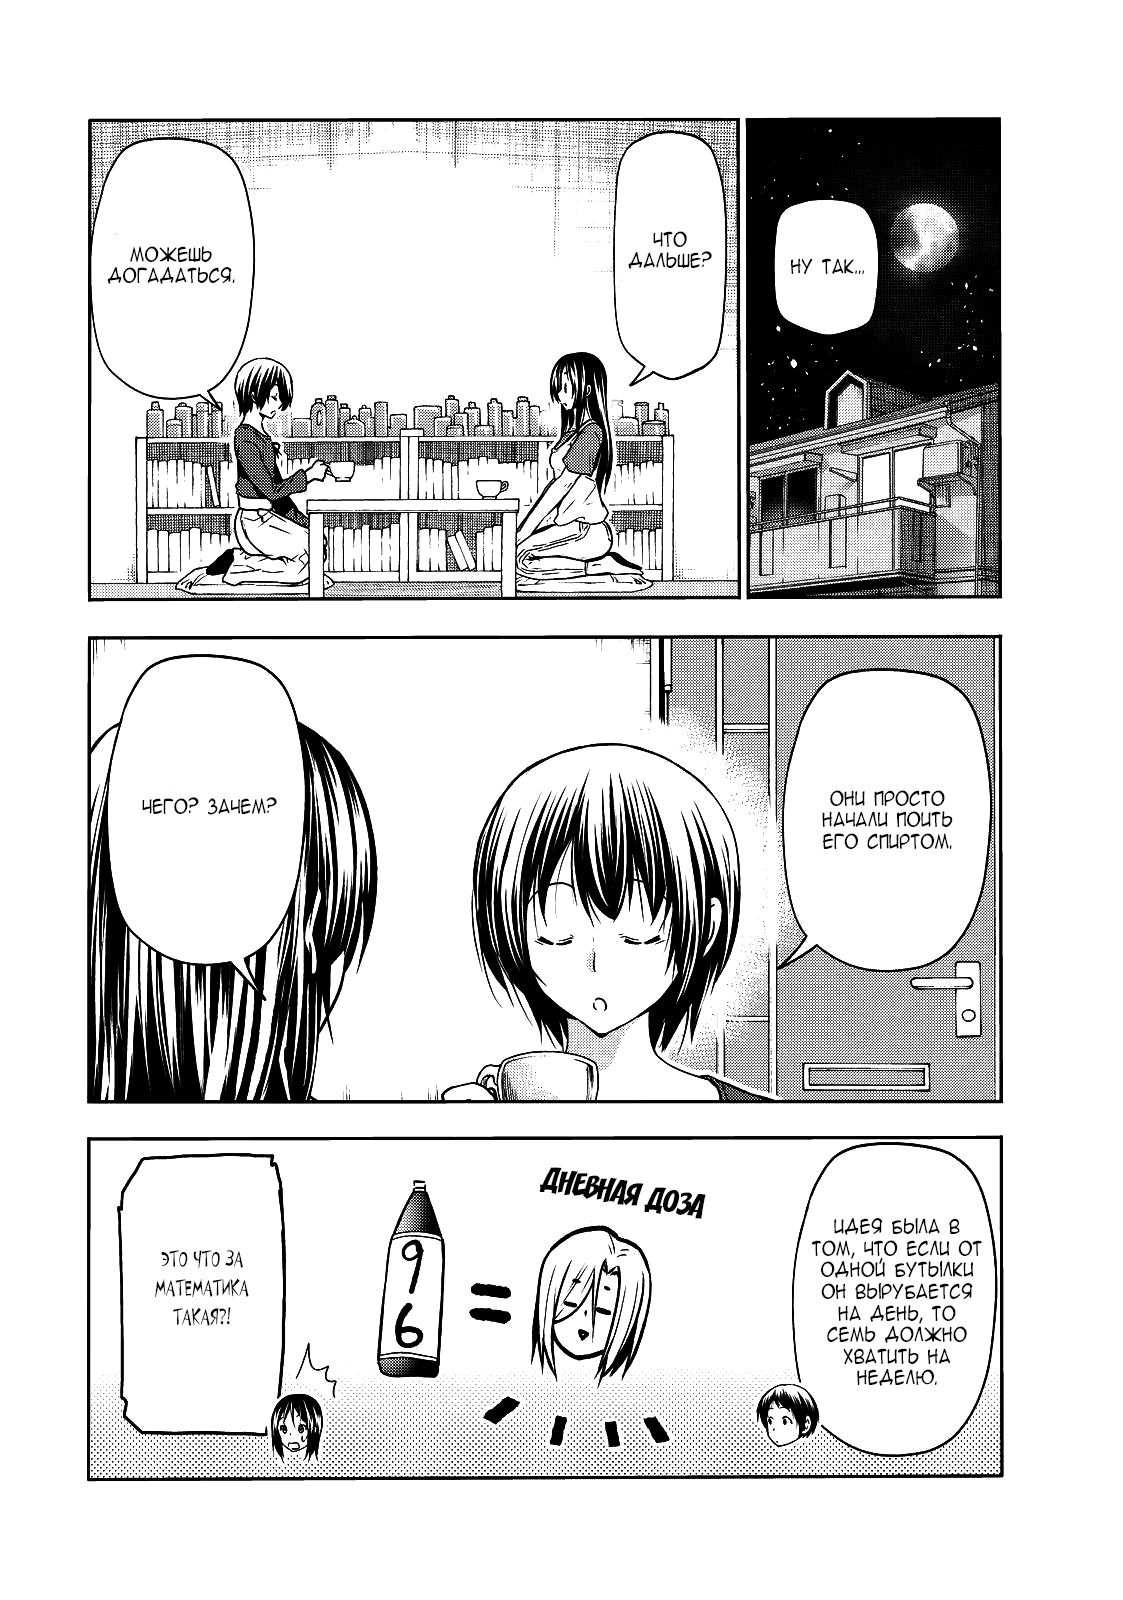 НУ ТАК...
ЧТО
ДАЛЬШЕ?
МОЖЕШЬ
ДОГАДАТЬСЯ.
ОНИ ПРОСТО
НАЧАЛИ ПОИТЬ
ЕГО СПИРТОМ.
ЧЕГО? ЗАЧЕМ?
ИДЕЯ БЫЛА В
ТОМ, ЧТО ЕСЛИ ОТ
ОДНОЙ БУТЫЛКИ
ОН ВЫРУБАЕТСЯ
НА ДЕНЬ, ТО
СЕМЬ ДОЛЖНО
ХВАТИТЬ НА
НЕДЕЛЮ.
ДНЕВНАЯ ДОЗА
96
=
ЭТО ЧТО ЗА
МАТЕМАТИКА
ТАКАЯ?!